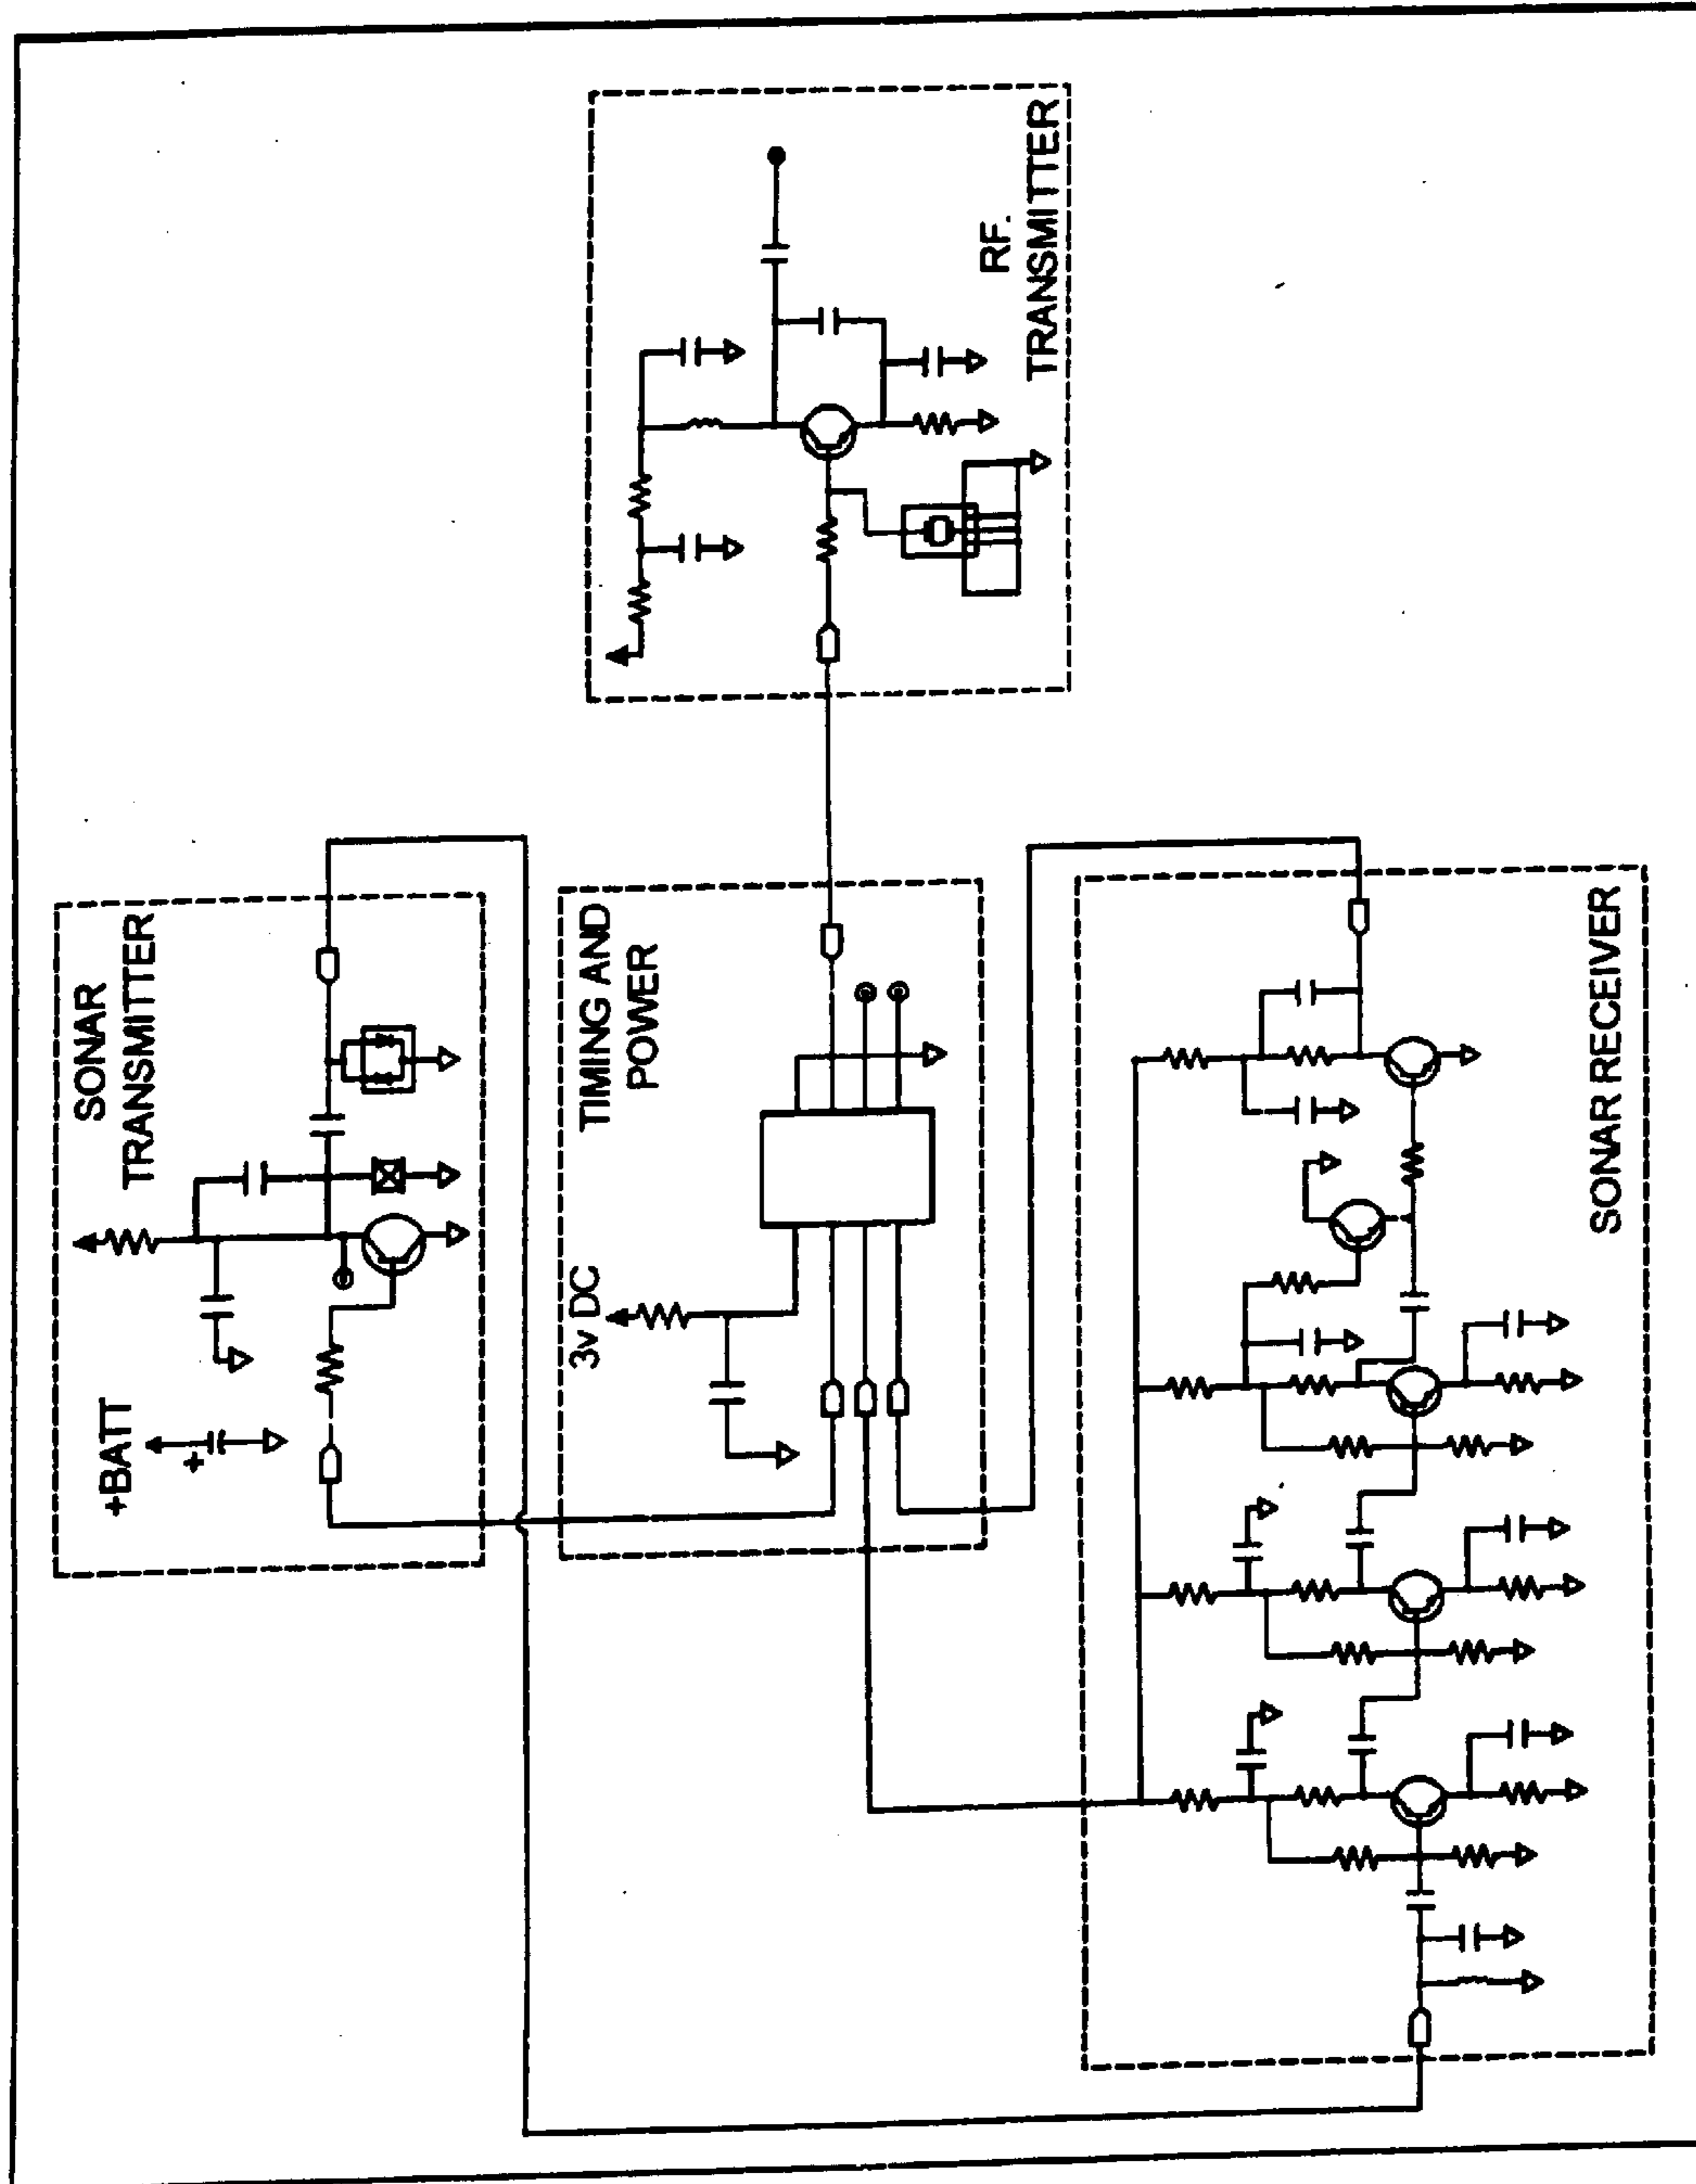 +BATT
+
SONAR
TRANSMITTER
3v DC
TIMING AND
POWER
RF.
TRANSMITTER
SONAR RECEIVER